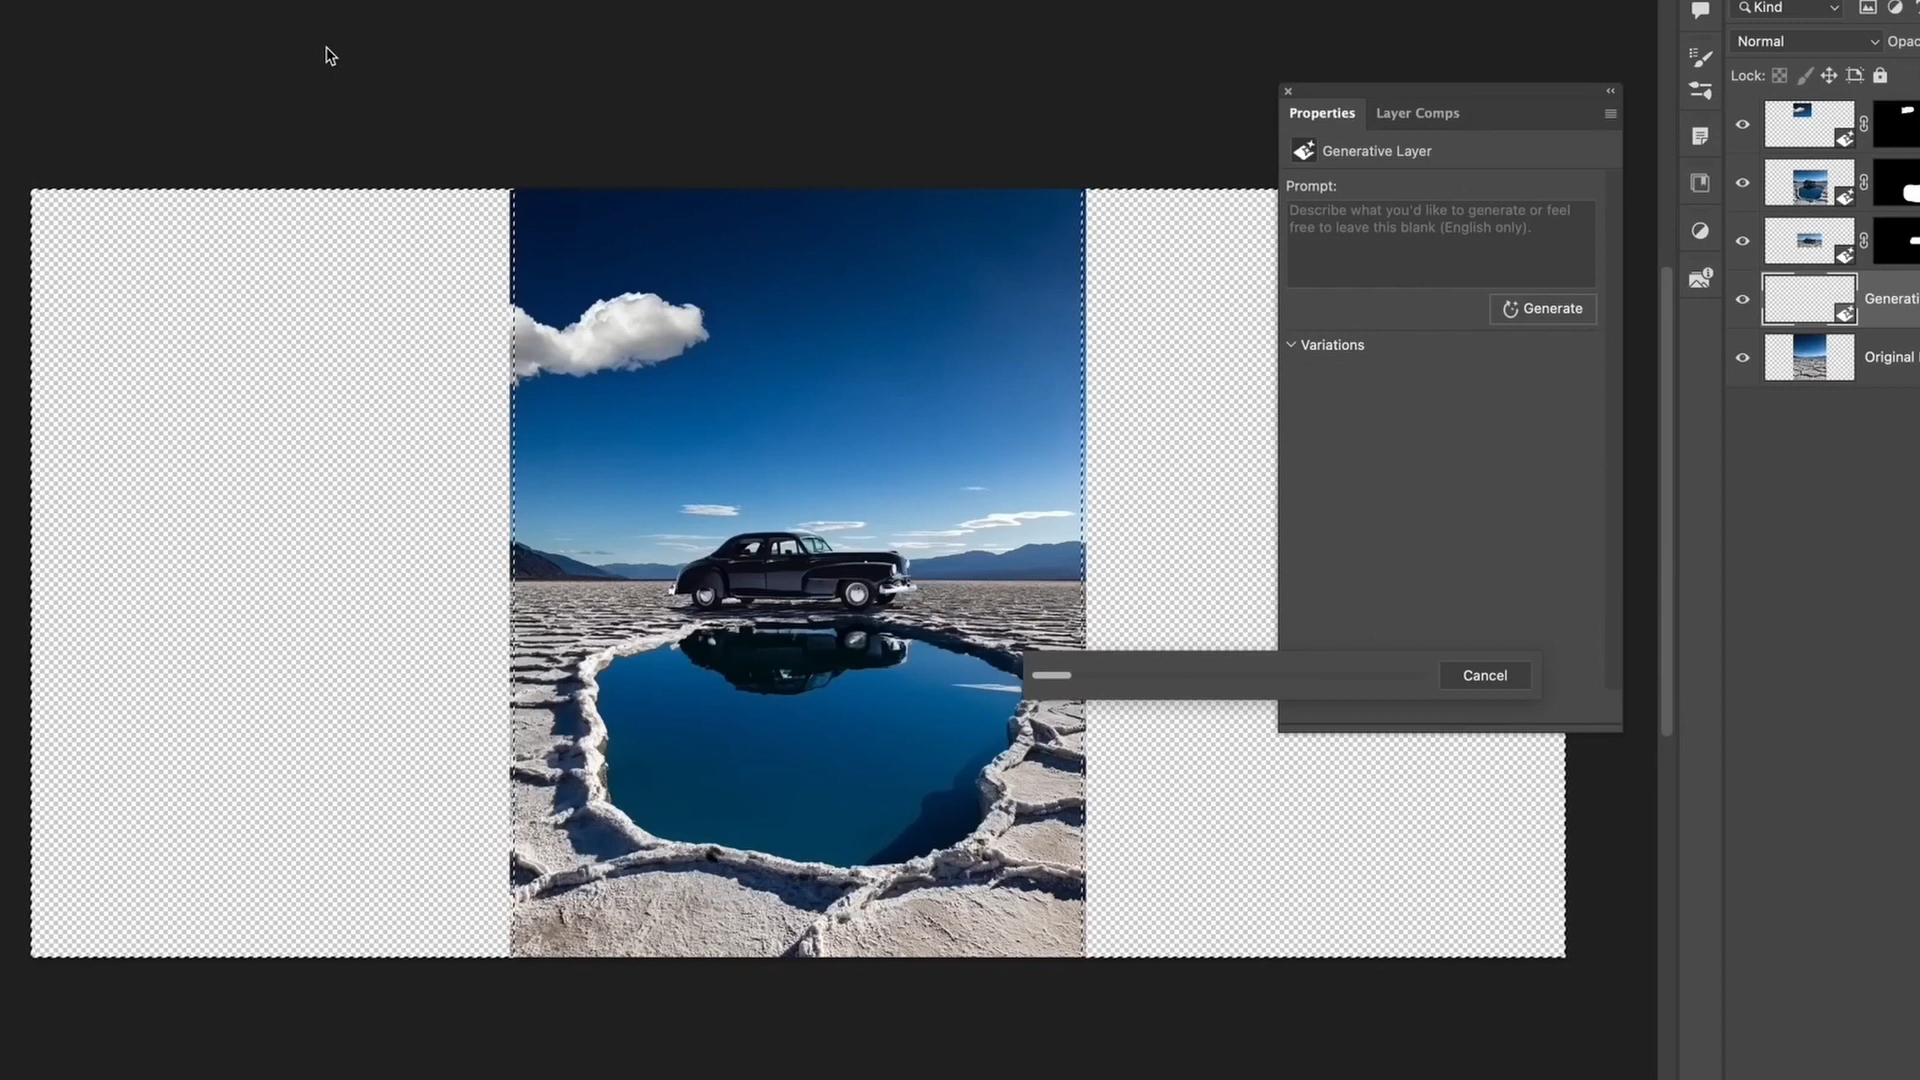 Kind
Normal
Opac
Lock:
Properties
Layer Comps
Generative Layer
Prompt:
Describe what you'd like to generate or feel
free to leave this blank (English only).
Generate
Variations
Cancel
Generati
Original